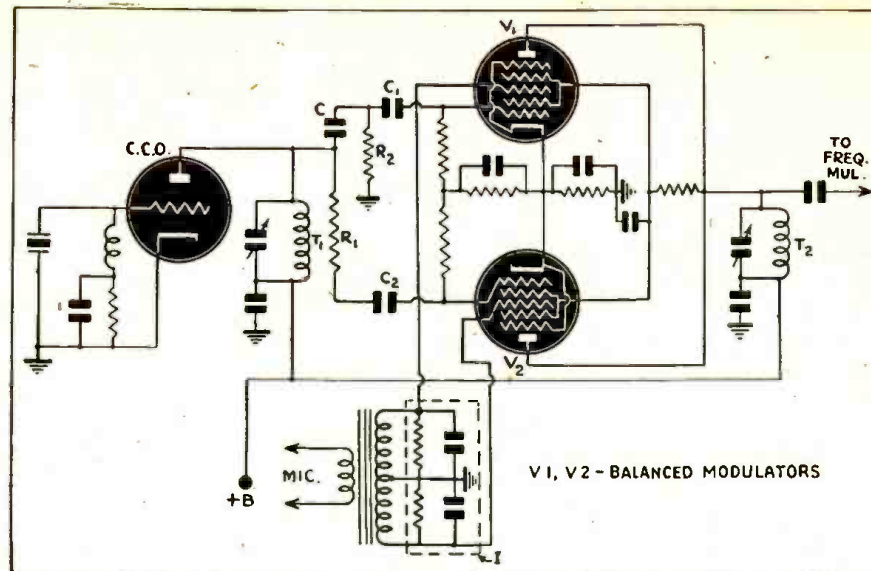 V1
C1
C
C.C.O.
R2
TO
FREQ.
MUL.
T1
R1
T2
C2
V2
MIC.
+B
V1, V2 - BALANCED MODULATORS
I